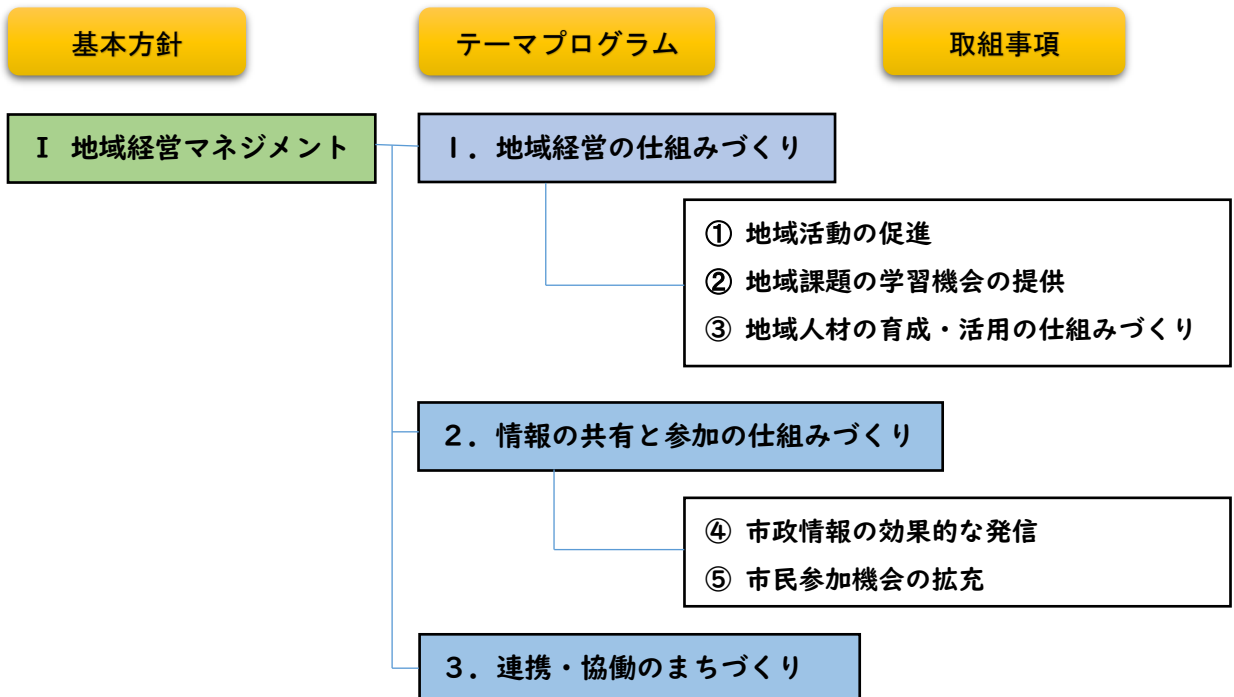 基本方針
テーマプログラム
取組事項
Ⅰ 地域経営マネジメント
1．地域経営の仕組みづくり
① 地域活動の促進
② 地域課題の学習機会の提供
③ 地域人材の育成・活用の仕組みづくり
２．情報の共有と参加の仕組みづくり
④ 市政情報の効果的な発信
⑤ 市民参加機会の拡充
３．連携・協働のまちづくり